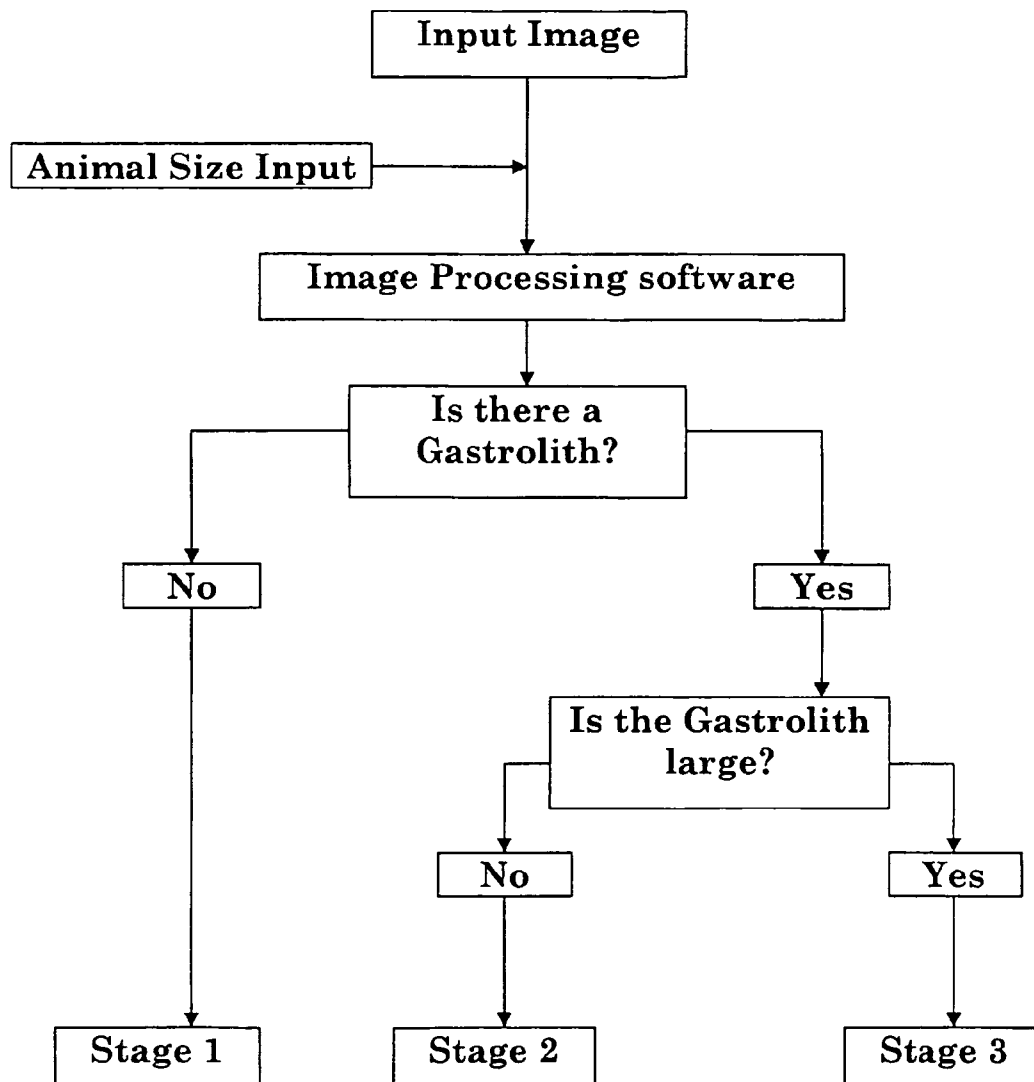 Input Image
Animal Size Input
Image Processing software
Is there a
Gastrolith?
No
Yes
Is the Gastrolith
large?
No
Yes
Stage 1
Stage 2
Stage 3